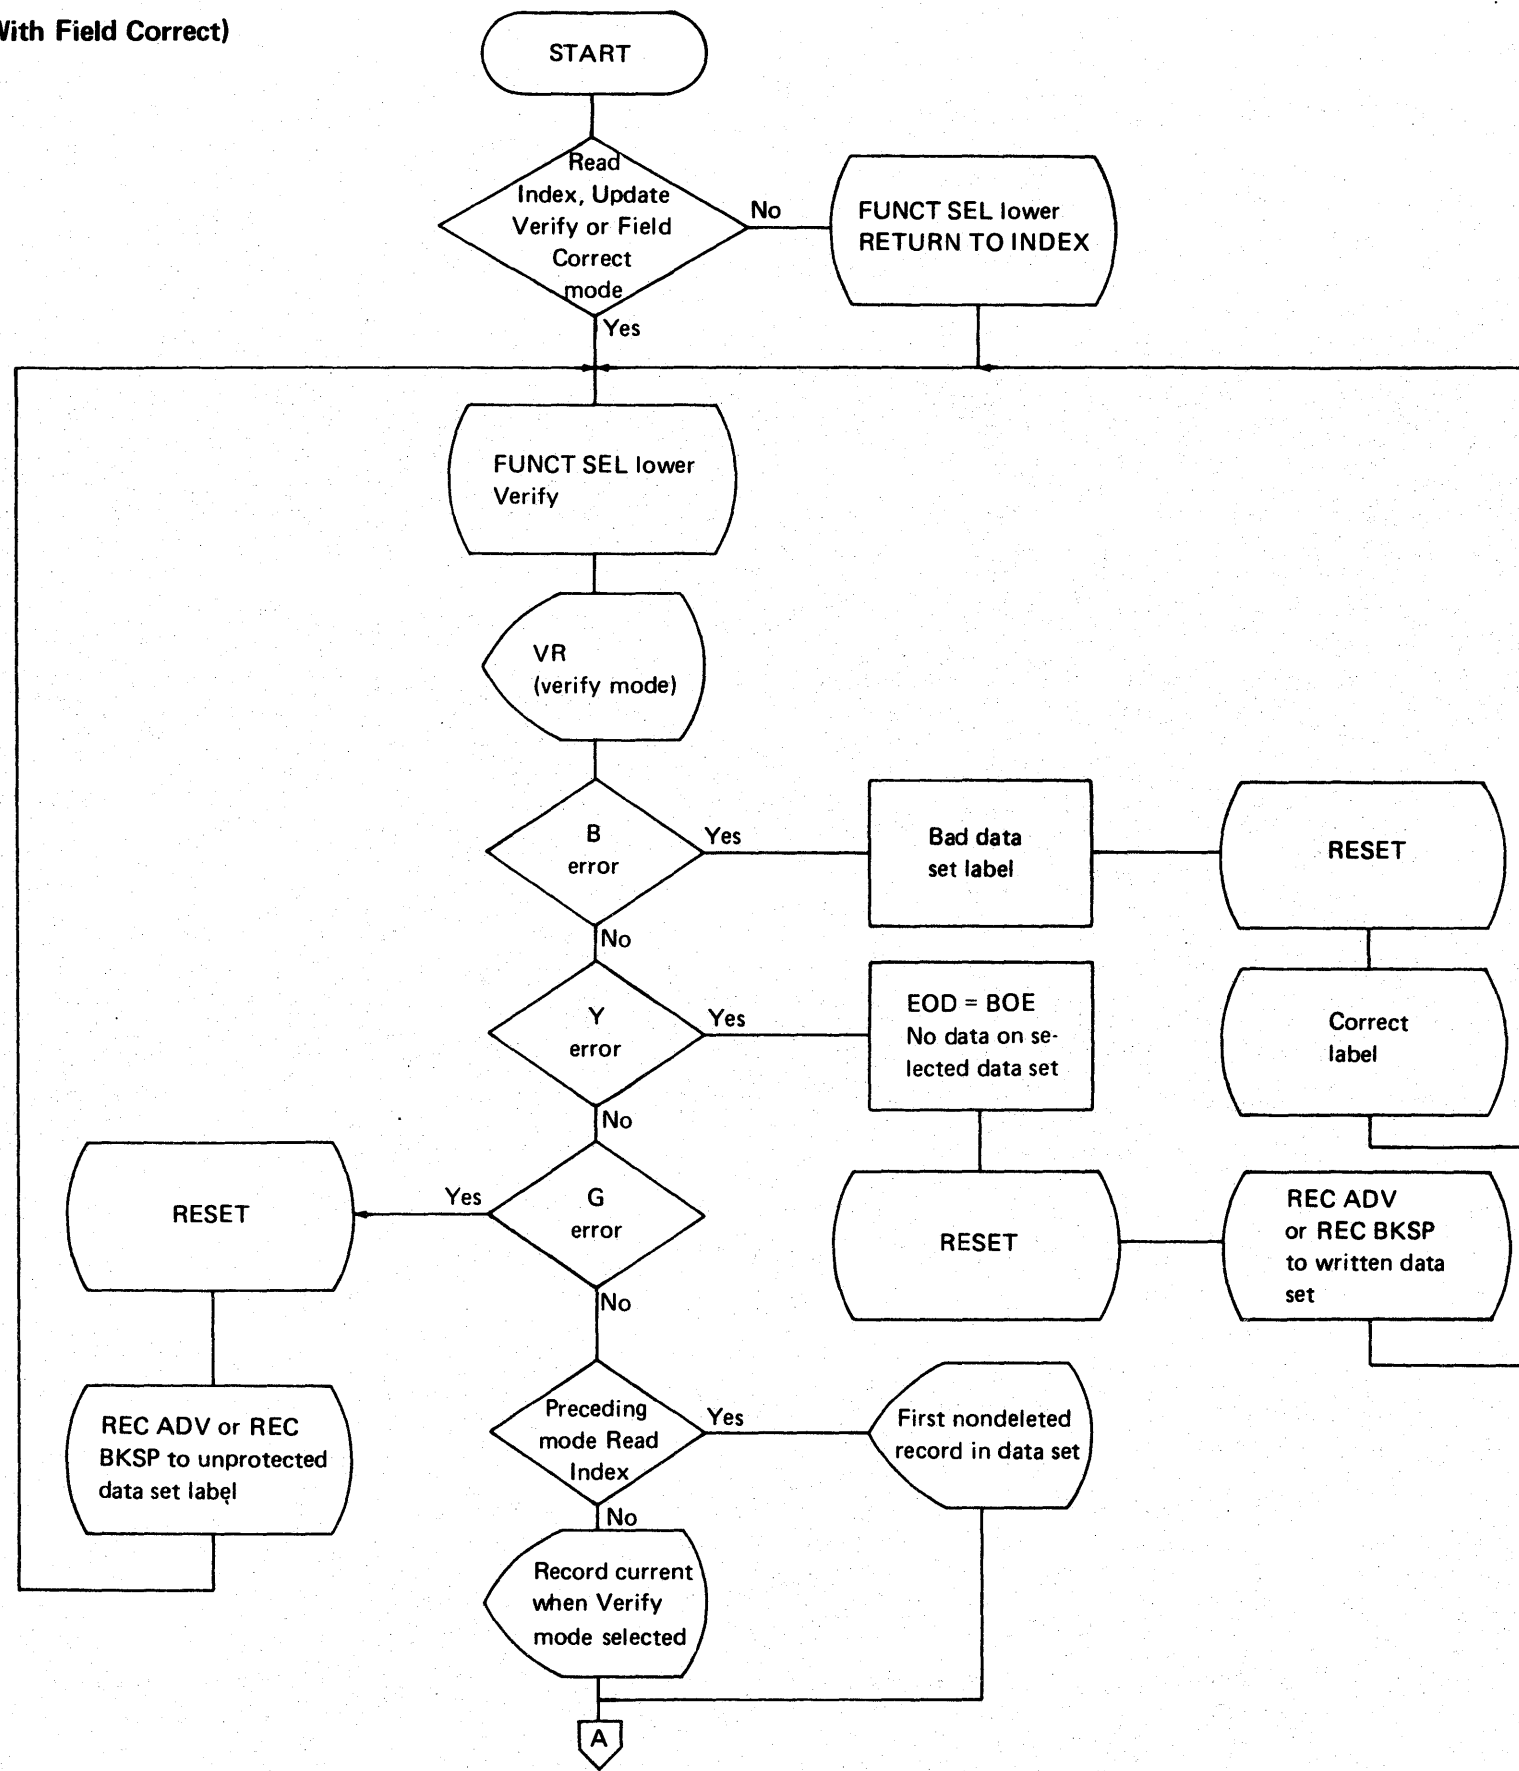 With Field Correct)
START
Read
Index, Update
Verify or Field
Correct
mode
No
FUNCT SEL lower
RETURN TO INDEX
Yes
FUNCT SEL lower
Verify
VR
(verify mode)
B
error
Yes
Bad data
set label
RESET
No
Correct
label
Y
error
Yes
EOD = BOE
No data on se-
lected data set
No
RESET
REC ADV
or REC BKSP
to written data
set
G
error
Yes
RESET
No
REC ADV or REC
BKSP to unprotected
data set label
Preceding
mode Read
Index
Yes
First nondeleted
record in data set
No
Record current
when Verify
mode selected
A